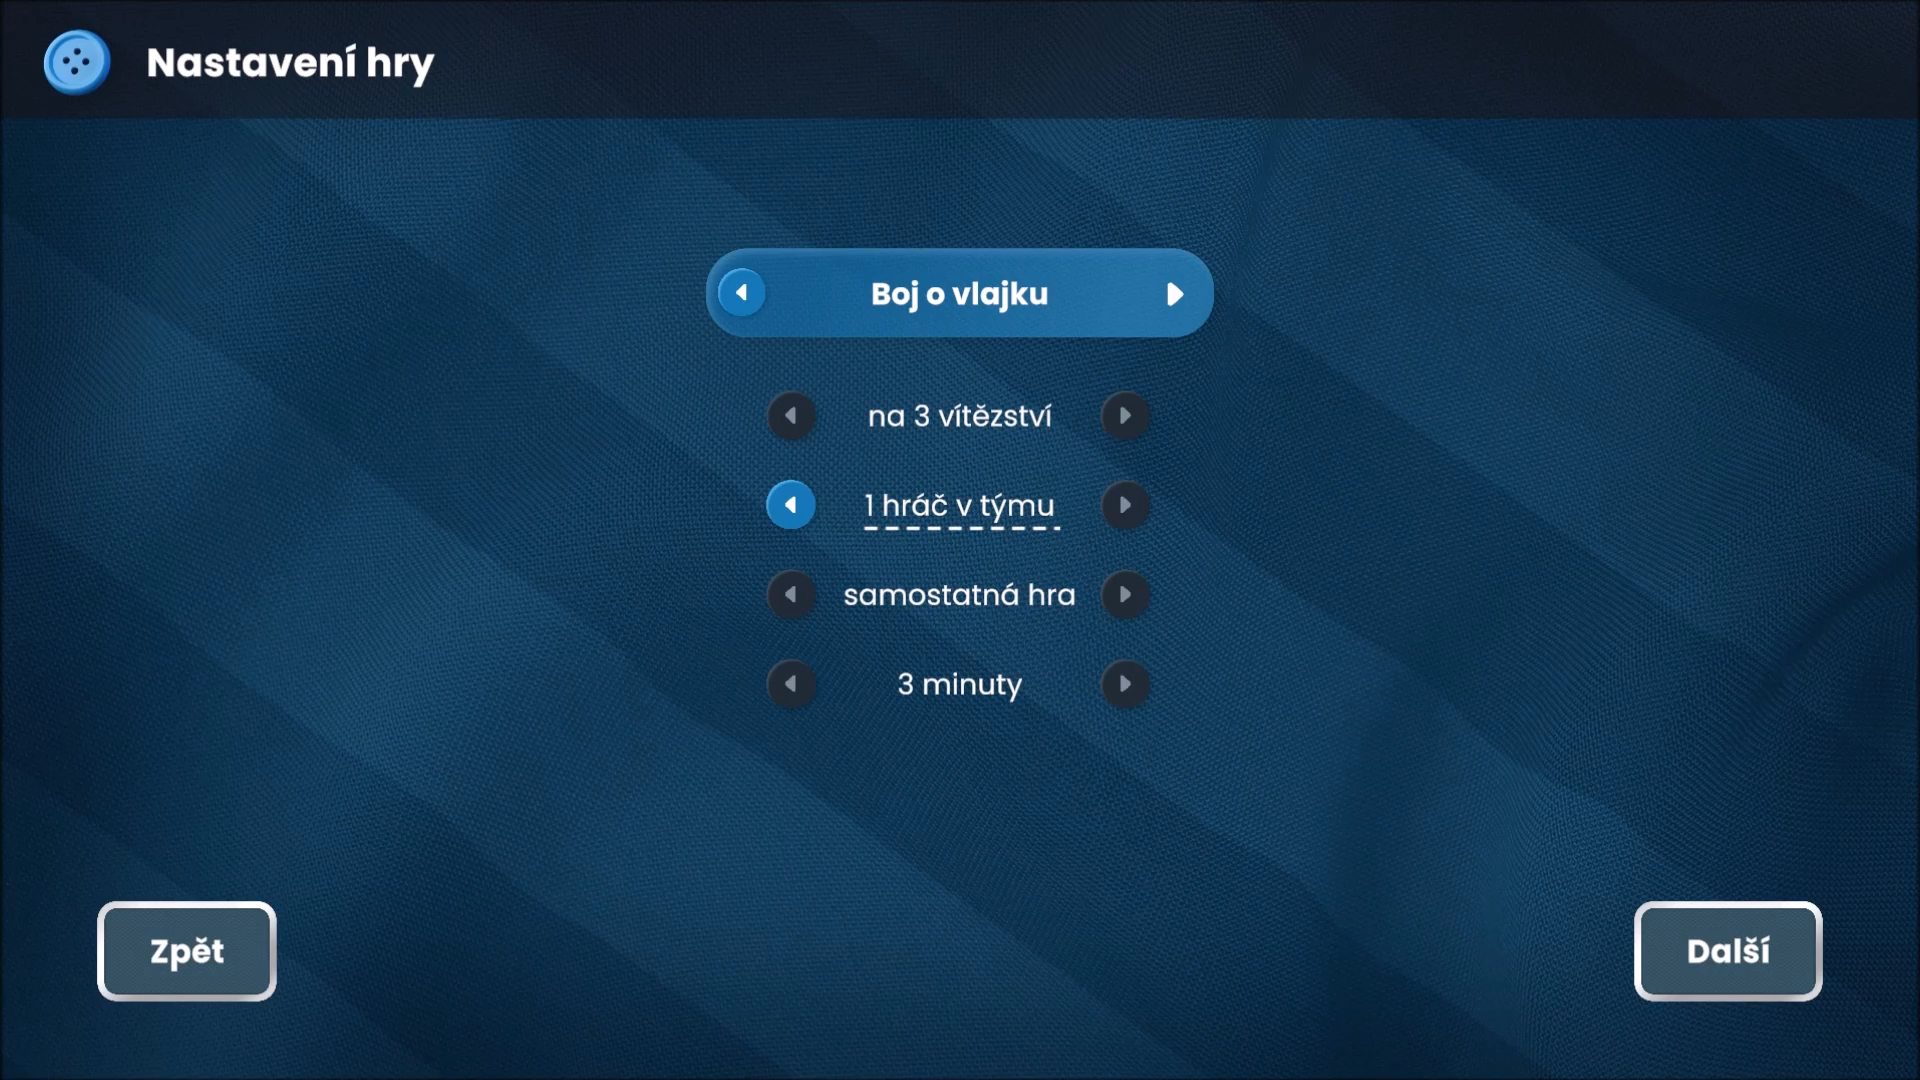 Nastavení hry
Boj o vlajku
na 3 vítězství
1 hráč v týmu
samostatná hra
3 minuty
Zpět
Další